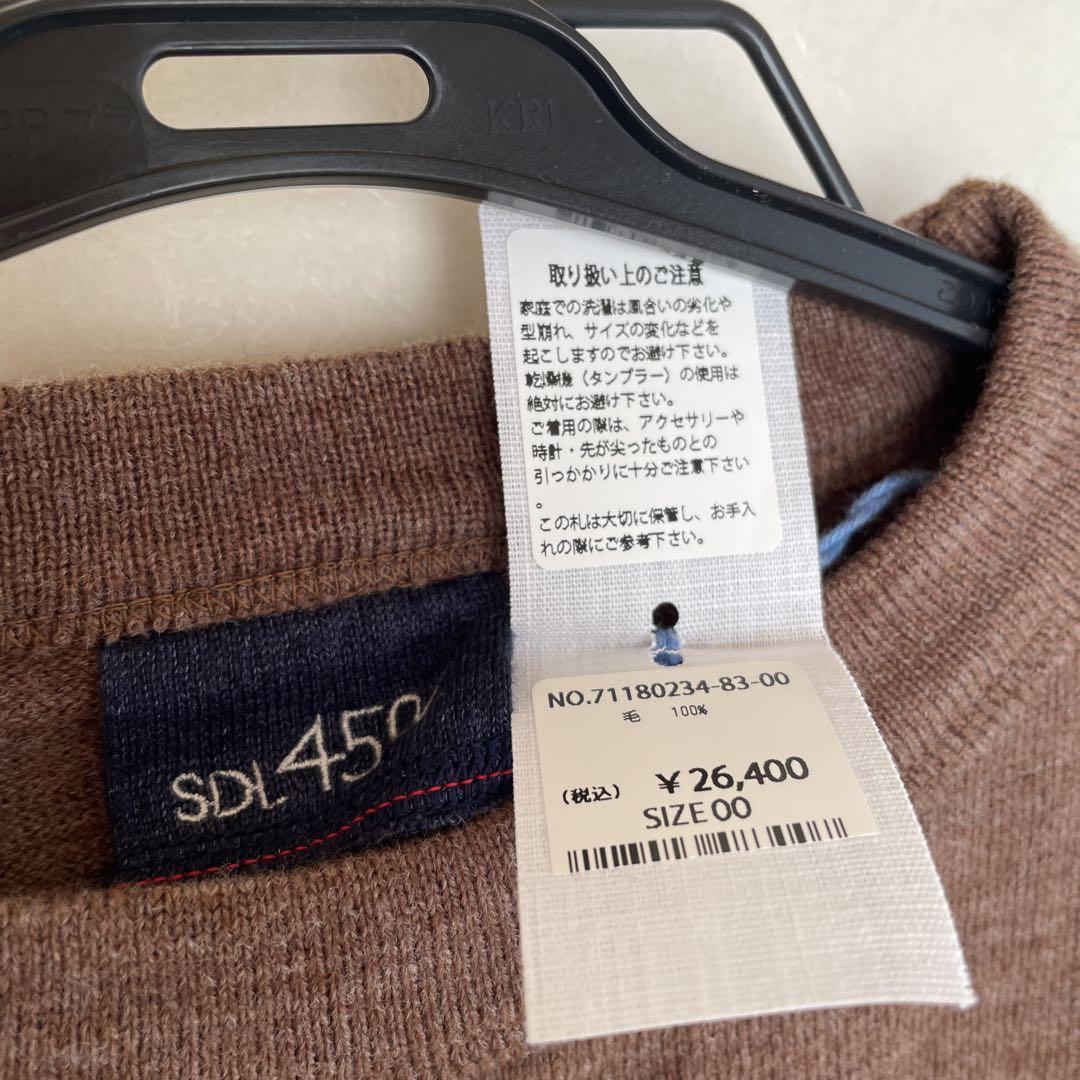 KRI
取り扱い上のご注意
家庭での洗濯は風合いの劣化や
型崩れ、サイズの変化などを
起こしますのでお避け下さい。
乾燥機（タンブラー）の使用は
絶対にお避け下さい。
ご着用の際は、アクセサリーや
時計・先が尖ったものとの
引っかかりに十分ご注意下さい
。
この札は大切に保管し、お手入
れの際にご参考下さい。
NO.71180234-83-00
毛 100%
（税込） ¥26,400
SIZE 00
SDL 45